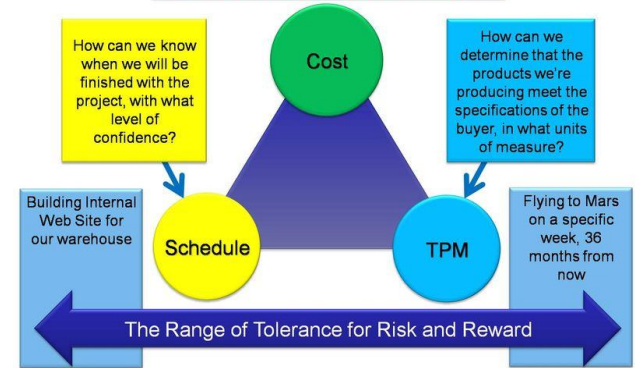 Cost
How can we know
when we will be
finished with the
project, with what
level of
confidence?
How can we
determine that the
products we're
producing meet the
specifications of the
buyer, in what units
of measure?
Schedule
TPM
Building Internal
Web Site for
our warehouse
Flying to Mars
on a specific
week, 36
months from
now
The Range of Tolerance for Risk and Reward